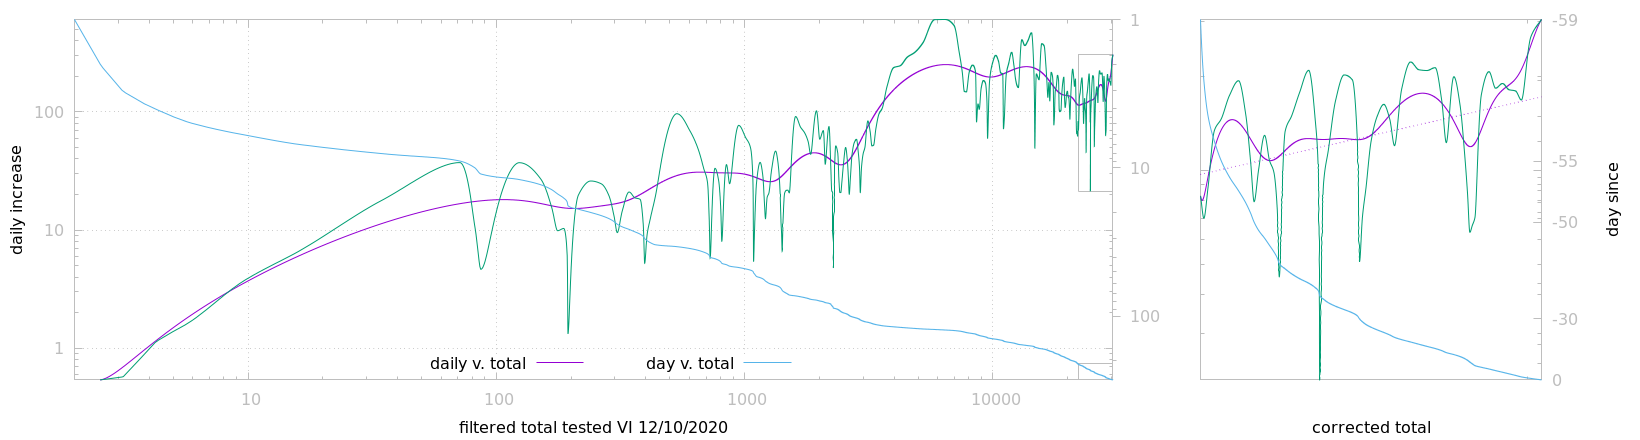 1
-59
100
10
-55
daily increase
day since
10
-50
100
-30
1
daily v. total
day v. total
0
10
100
1000
10000
filtered total tested VI 12/10/2020
corrected total